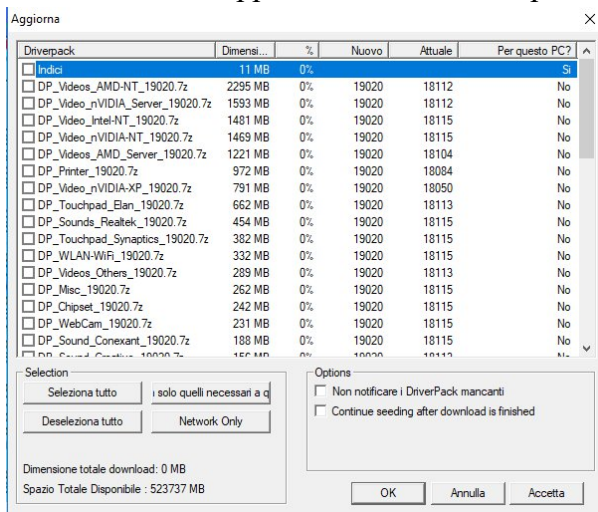 Aggiorna
Driverpack Dimensi... % Nuovo Attuale Per questo PC?
Indici 11 MB 0% Si
DP_Videos_AMD-NT_19020.7z 2295 MB 0% 19020 18112 No
DP_Video_nVIDIA_Server_19020.7z 1593 MB 0% 19020 18112 No
DP_Video_Intel-NT_19020.7z 1481 MB 0% 19020 18115 No
DP_Video_nVIDIA-NT_19020.7z 1469 MB 0% 19020 18115 No
DP_Videos_AMD_Server_19020.7z 1221 MB 0% 19020 18104 No
DP_Printer_19020.7z 972 MB 0% 19020 18084 No
DP_Video_nVIDIA-XP_19020.7z 791 MB 0% 19020 18050 No
DP_Touchpad_Elan_19020.7z 662 MB 0% 19020 18113 No
DP_Sounds_Realtek_19020.7z 454 MB 0% 19020 18115 No
DP_Touchpad_Synaptics_19020.7z 382 MB 0% 19020 18115 No
DP_WLAN-WiFi_19020.7z 332 MB 0% 19020 18115 No
DP_Videos_Others_19020.7z 289 MB 0% 19020 18113 No
DP_Misc_19020.7z 262 MB 0% 19020 18115 No
DP_Chipset_19020.7z 242 MB 0% 19020 18115 No
DP_WebCam_19020.7z 231 MB 0% 19020 18115 No
DP_Sound_Conexant_19020.7z 188 MB 0% 19020 18115 No
Selection
Seleziona tutto solo quelli necessari a q
Deseleziona tutto Network Only
Dimensione totale download: 0 MB
Spazio Totale Disponibile : 523737 MB
Options
Non notificare i DriverPack mancanti
Continue seeding after download is finished
OK Annulla Accetta